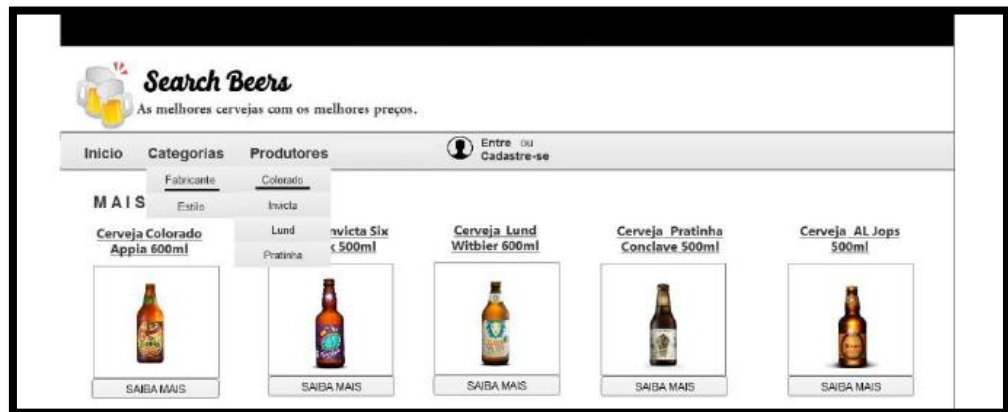 Search Beers
As melhores cervejas com os melhores preços.
Inicio Categorias Produtores
Entre ou
Cadastre-se
Fabricante
Estilo
Colorado
Invicta
Lund
Pratinha
MAIS
Cerveja Colorado
Appia 600ml
Six
500ml
Cerveja Lund
Witbier 600ml
Cerveja Pratinha
Conclave 500ml
Cerveja AL Jops
500ml
SAIBA MAIS
SAIBA MAIS
SAIBA MAIS
SAIBA MAIS
SAIBA MAIS